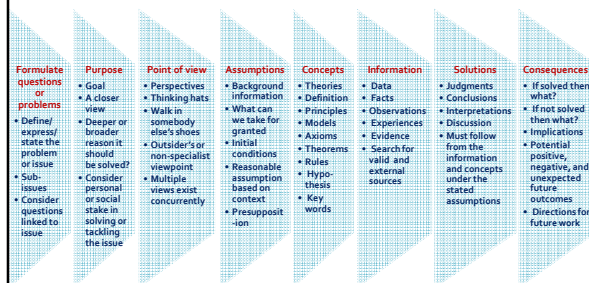 Formulate
questions
or
problems
• Define/
express/
state the
problem
or issue
• Sub-
issues
• Consider
questions
linked to
issue
Purpose
• Goal
• A closer
view
• Deeper or
broader
reason it
should
be solved?
• Consider
personal
or social
stake in
solving or
tackling
the issue
Point of view
• Perspectives
• Thinking hats
• Walk in
somebody
else's shoes
• Outsider's or
non-specialist
viewpoint
• Multiple
views exist
concurrently
Assumptions
• Background
information
• What can
we take for
granted
• Initial
conditions
• Reasonable
assumption
based on
context
• Presupposit
-ion
Concepts
• Theories
• Definition
• Principles
• Models
• Axioms
• Theorems
• Rules
• Hypo-
thesis
• Key
words
Information
• Data
• Facts
• Observations
• Experiences
• Evidence
• Search for
valid and
external
sources
Solutions
• Judgments
• Conclusions
• Interpretations
• Discussion
• Must follow
from the
information
and concepts
under the
stated
assumptions
Consequences
• If solved then
what?
• If not solved
then what?
• Implications
• Potential
positive,
negative, and
unexpected
future
outcomes
• Directions for
future work